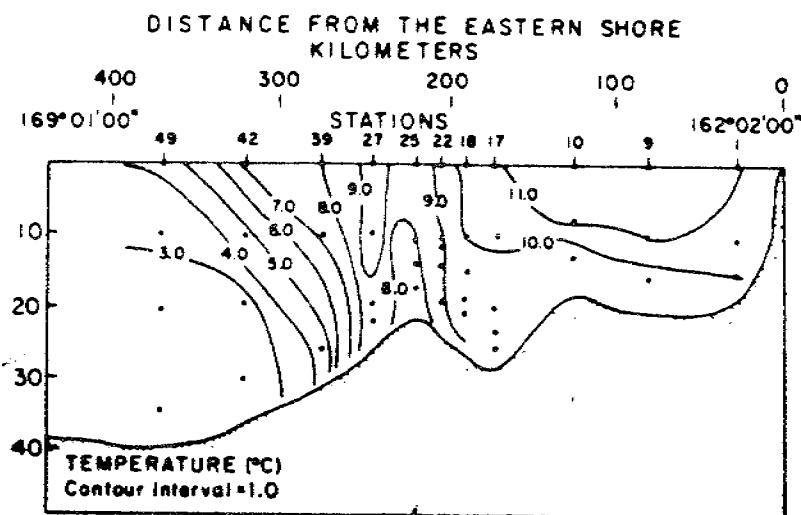 DISTANCE FROM THE EASTERN SHORE
KILOMETERS
400 300 200 100 0
169°01'00" STATIONS 162°02'00"
49 42 39 27 25 22 18 17 10 9 1
9.0 11.0
7.0 8.0 9.0
10 6.0 10.0
3.0 4.0 5.0
8.0
20
30
40
TEMPERATURE (°C)
Contour Interval=1.0